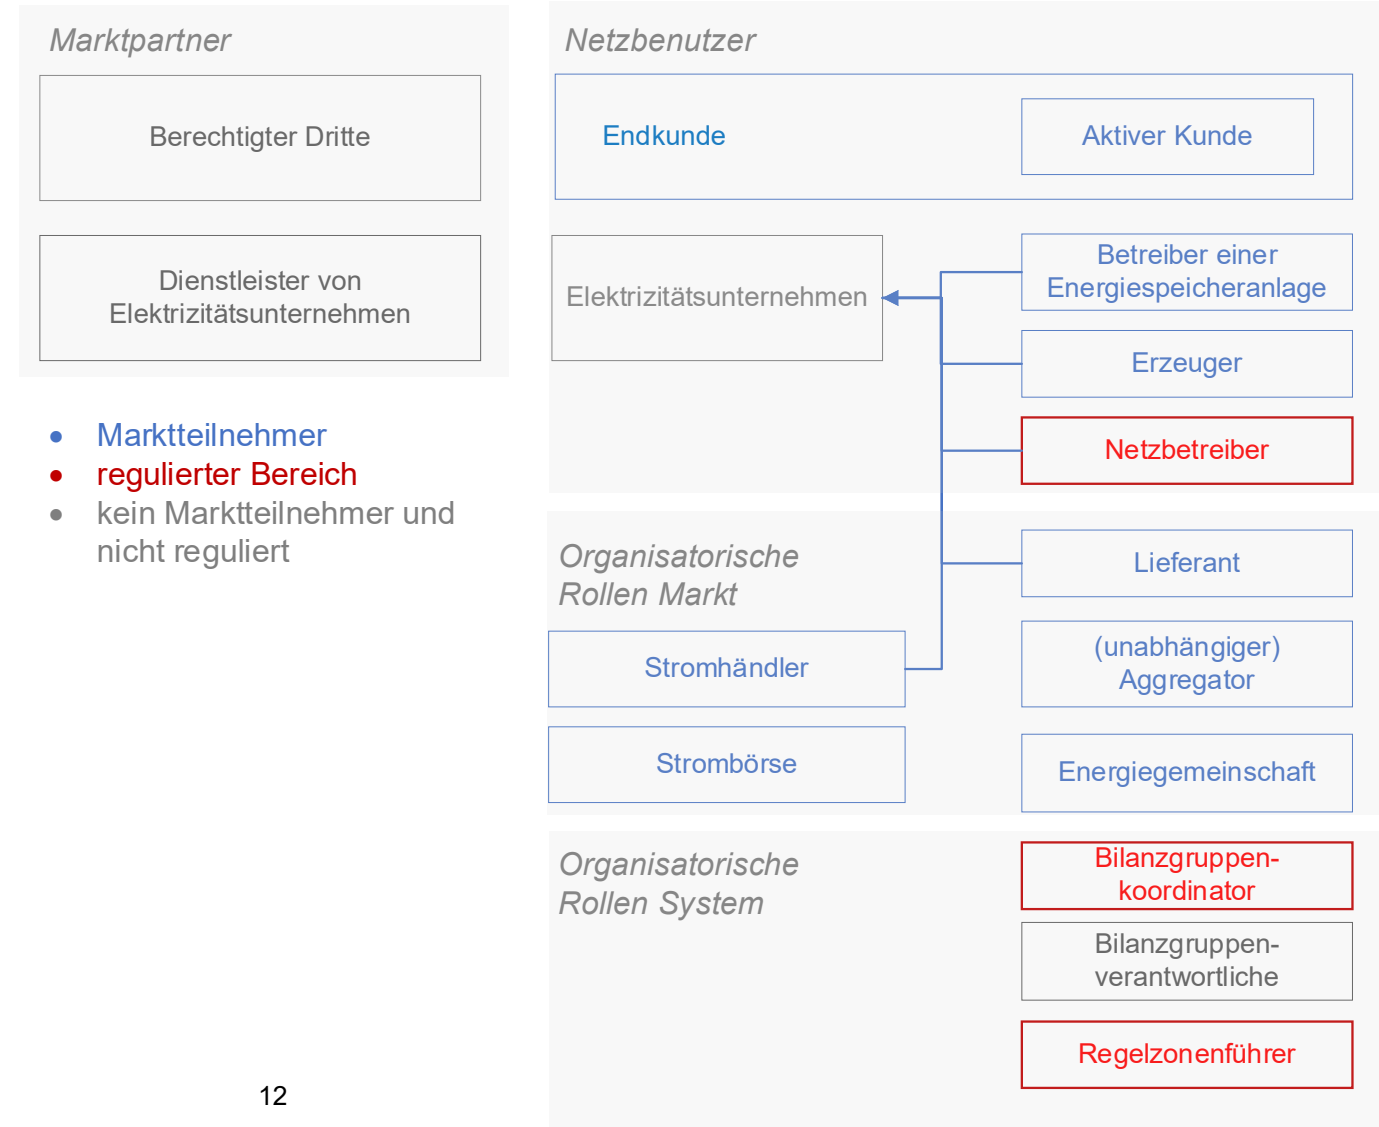 Marktpartner
Berechtigter Dritte
Dienstleister von
Elektrizitätsunternehmen
Marktteilnehmer
regulierter Bereich
kein Marktteilnehmer und
nicht reguliert
12
Netzbenutzer
Endkunde
Aktiver Kunde
Elektrizitätsunternehmen
Betreiber einer
Energiespeicheranlage
Erzeuger
Netzbetreiber
Organisatorische
Rollen Markt
Lieferant
Stromhändler
(unabhängiger)
Aggregator
Strombörse
Energiegemeinschaft
Organisatorische
Rollen System
Bilanzgruppen-
koordinator
Bilanzgruppen-
verantwortliche
Regelzonenführer